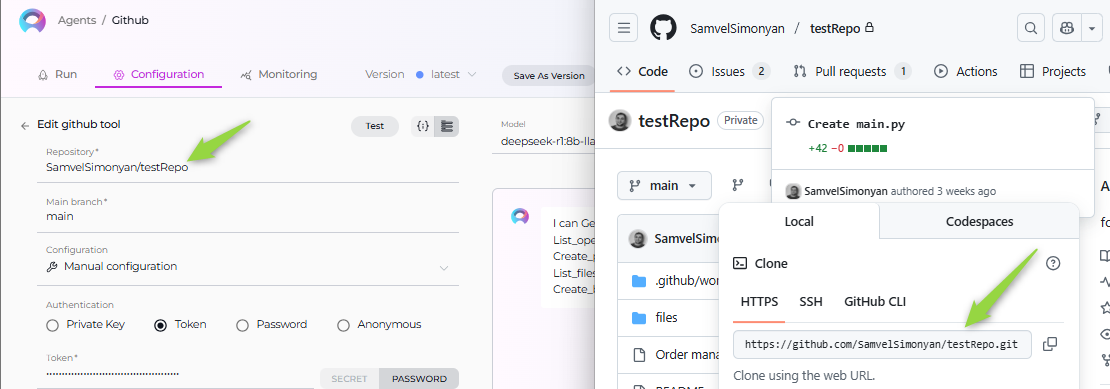 Agents / Github
Run
Configuration
Monitoring
Version
latest
Save As Version
Edit github tool
Test
{i}
Repository*
SamvelSimonyan/testRepo
Main branch*
main
Configuration
Manual configuration
Authentication
Private Key
Token
Password
Anonymous
Token*
SECRET
PASSWORD
Model
deepseek-r1:8b-lla
I can Ge
List_ope
Create_p
List_files
Create_b
SamvelSimonyan / testRepo
Code
Issues 2
Pull requests 1
Actions
Projects
testRepo
Private
Create main.py
+42 −0
SamvelSimonyan authored 3 weeks ago
main
Local
Codespaces
SamvelSimo
.github/wor
files
Order mana
Clone
HTTPS
SSH
GitHub CLI
https://github.com/SamvelSimonyan/testRepo.git
Clone using the web URL.